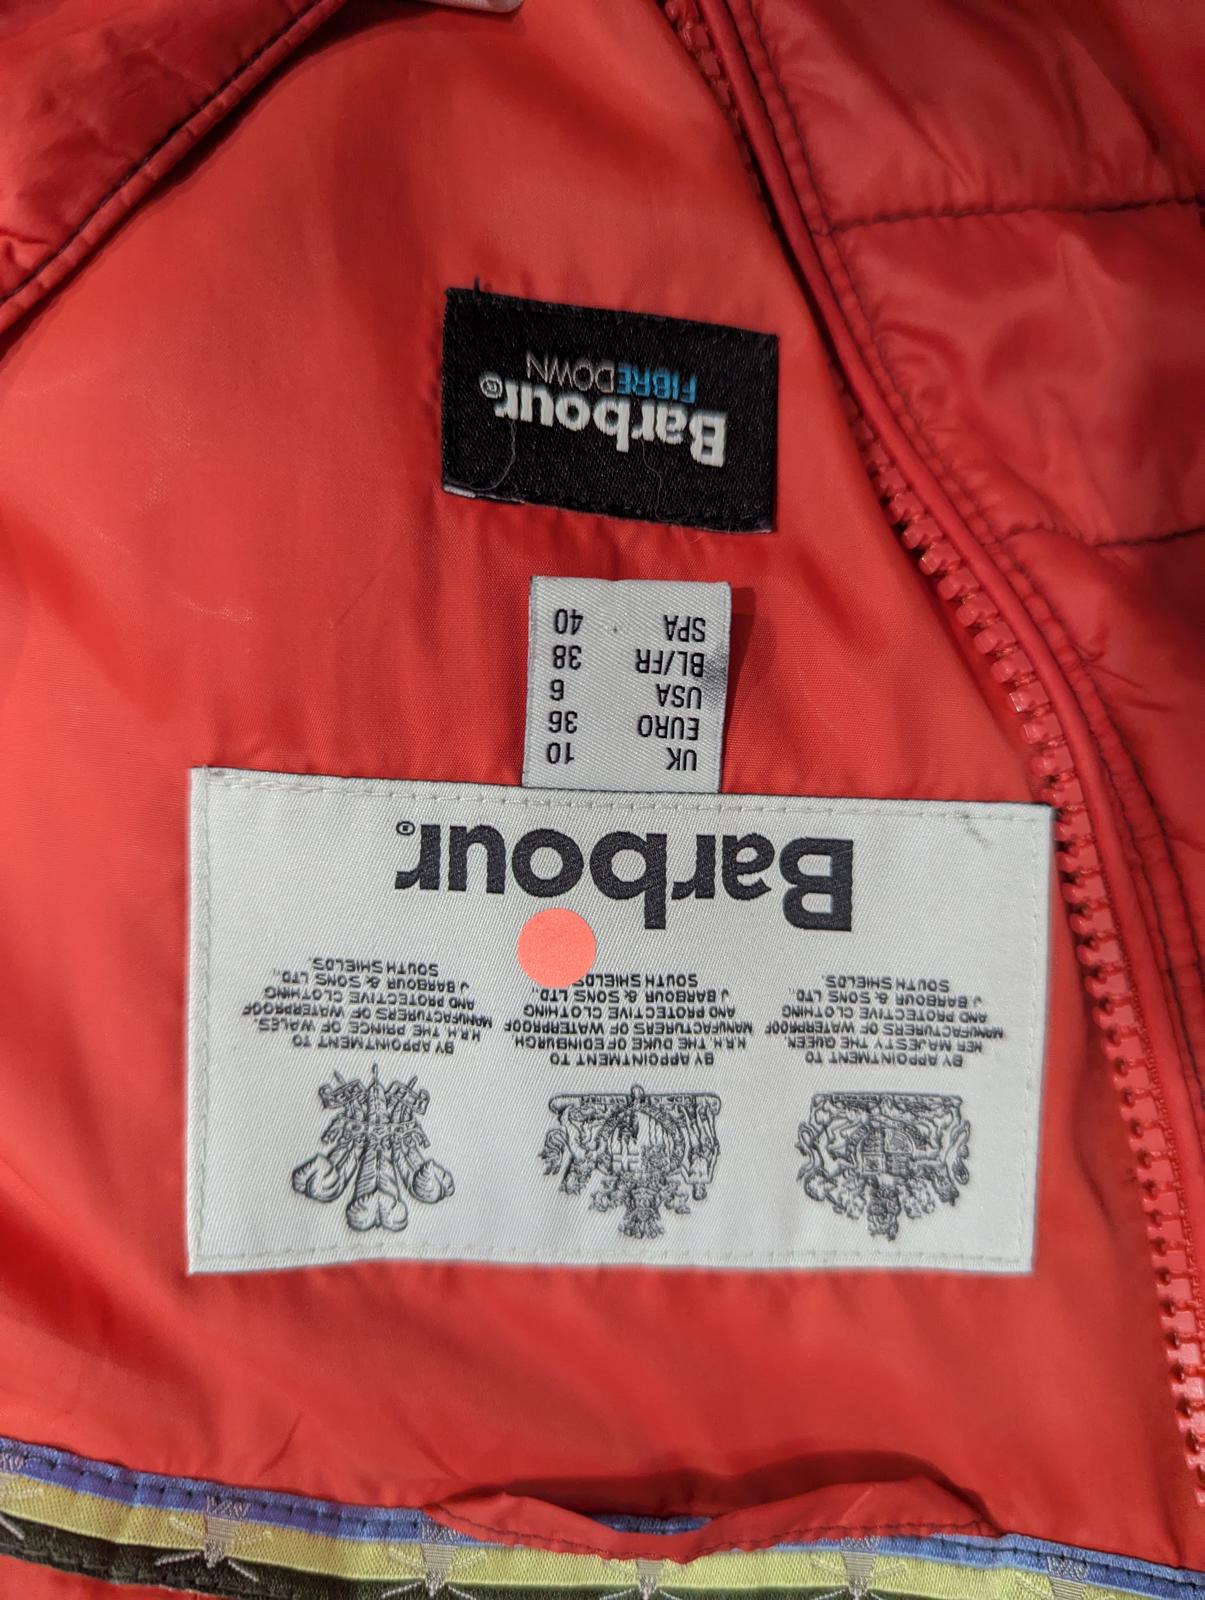 Barbour®
BY APPOINTMENT TO
HER MAJESTY THE QUEEN.
MANUFACTURERS OF WATERPROOF
AND PROTECTIVE CLOTHING
J. BARBOUR & SONS LTD.,
SOUTH SHIELDS.
BY APPOINTMENT TO
H.R.H. THE DUKE OF EDINBURGH.
MANUFACTURERS OF WATERPROOF
AND PROTECTIVE CLOTHING
J. BARBOUR & SONS LTD.,
SOUTH SHIELDS
BY APPOINTMENT TO
H.R.H. THE PRINCE OF WALES.
MANUFACTURERS OF WATERPROOF
AND PROTECTIVE CLOTHING
J. BARBOUR & SONS LTD.,
SOUTH SHIELDS.
UK 10
EURO 36
USA 6
BL/FR 38
SPA 40
Barbour®
FIBREDOWN